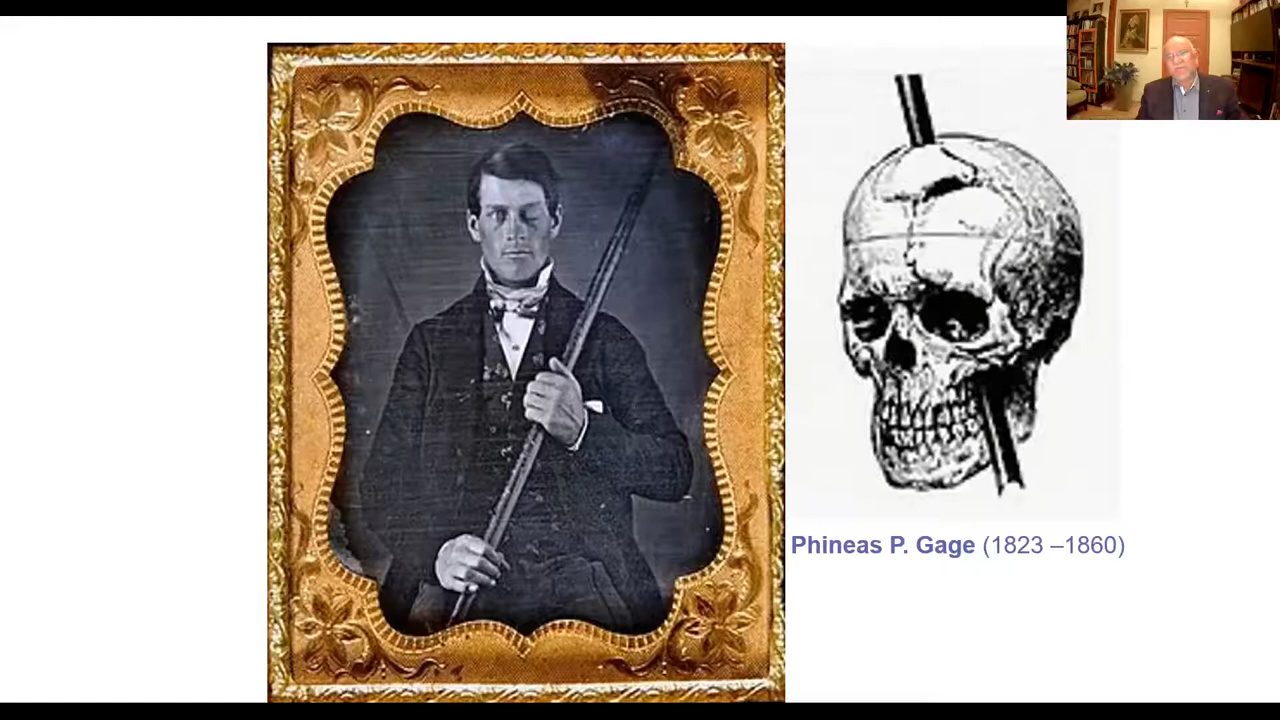 Phineas P. Gage (1823 –1860)